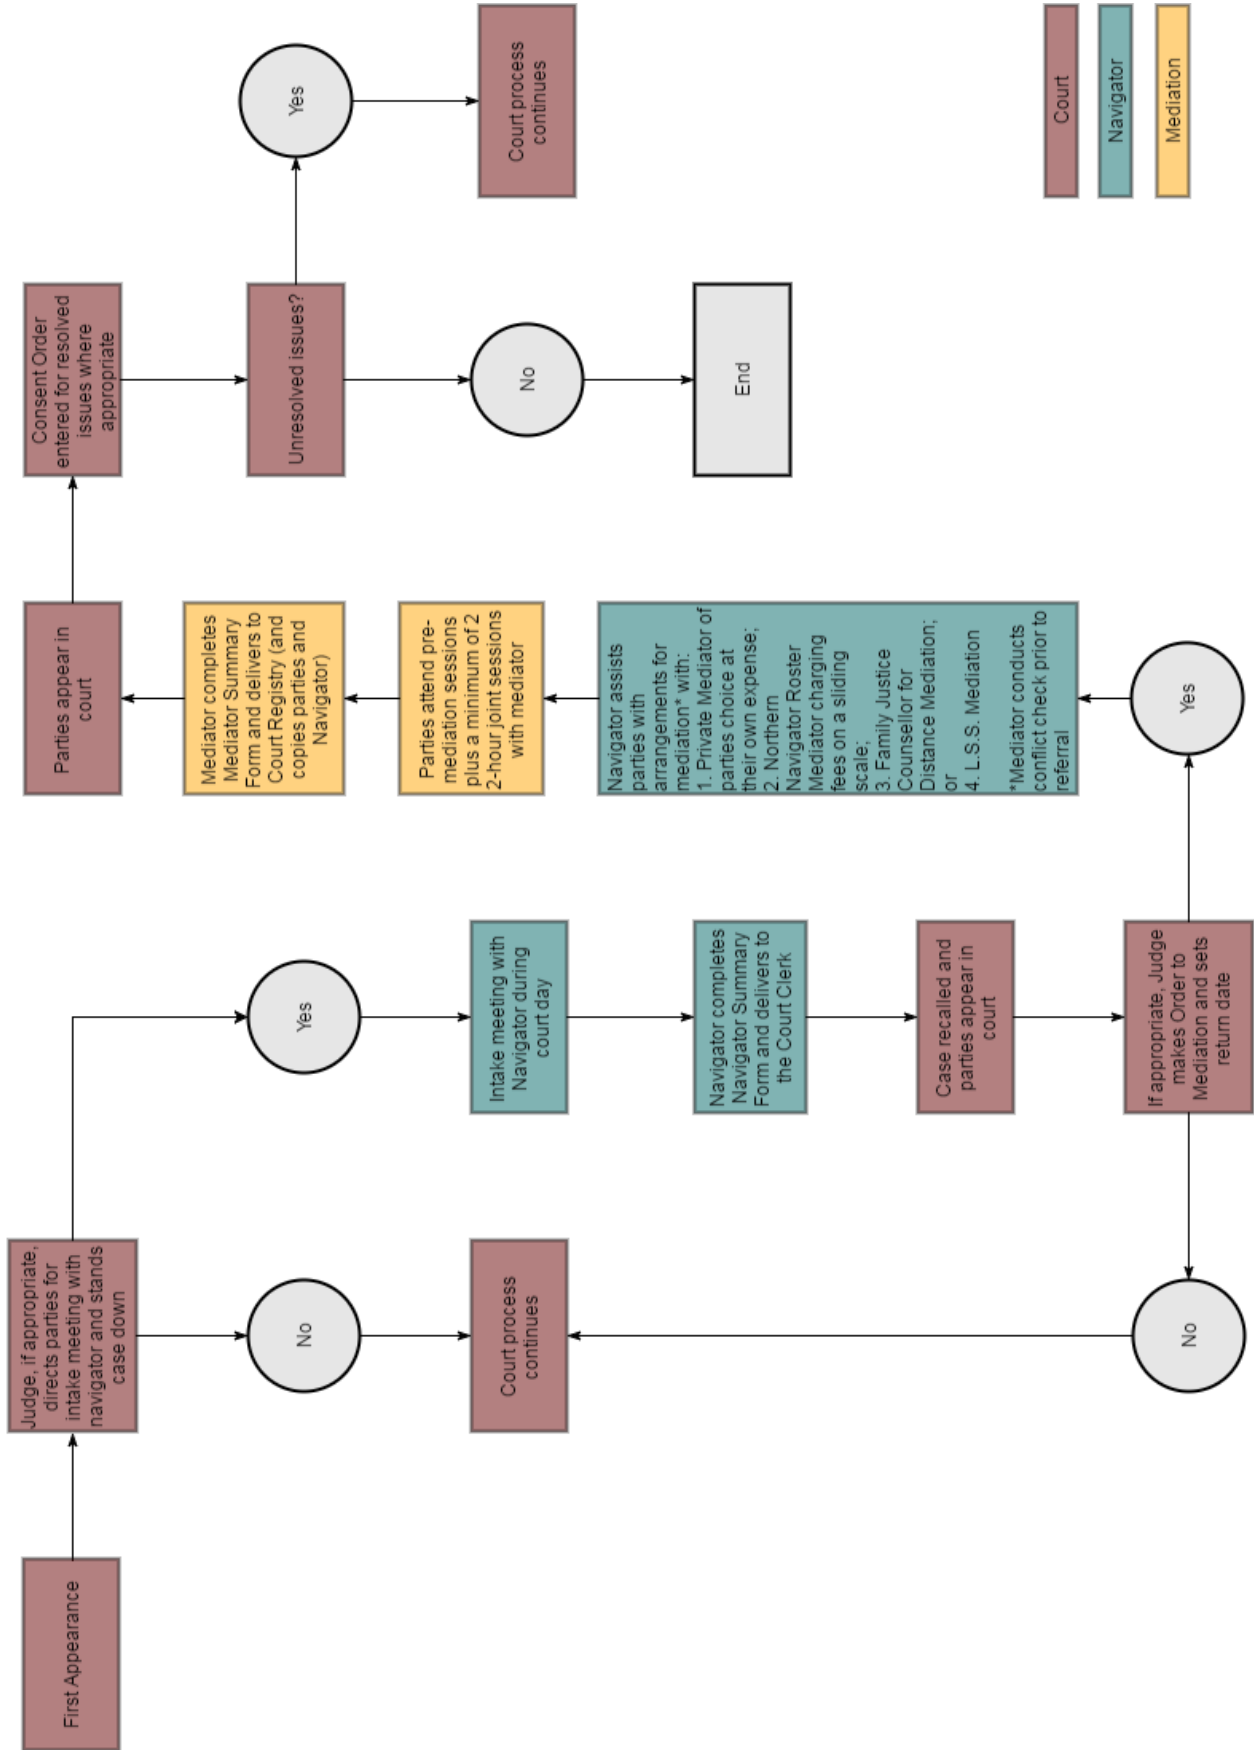 First Appearance
Judge, if appropriate,
directs parties for
intake meeting with
navigator and stands
case down
No
Court process
continues
Yes
Intake meeting with
Navigator during
court day
Navigator completes
Navigator Summary
Form and delivers to
the Court Clerk
Case recalled and
parties appear in
court
If appropriate, Judge
makes Order to
Mediation and sets
return date
No
Yes
Navigator assists
parties with
arrangements for
mediation* with:
1. Private Mediator of
parties choice at
their own expense;
2. Northern
Navigator Roster
Mediator charging
fees on a sliding
scale;
3. Family Justice
Counsellor for
Distance Mediation;
or
4. L.S.S. Mediation
*Mediator conducts
conflict check prior to
referral
Parties attend pre-
mediation sessions
plus a minimum of 2
2-hour joint sessions
with mediator
Mediator completes
Mediator Summary
Form and delivers to
Court Registry (and
copies parties and
Navigator)
Parties appear in
court
Consent Order
entered for resolved
issues where
appropriate
Unresolved issues?
No
End
Yes
Court process
continues
Court
Navigator
Mediation